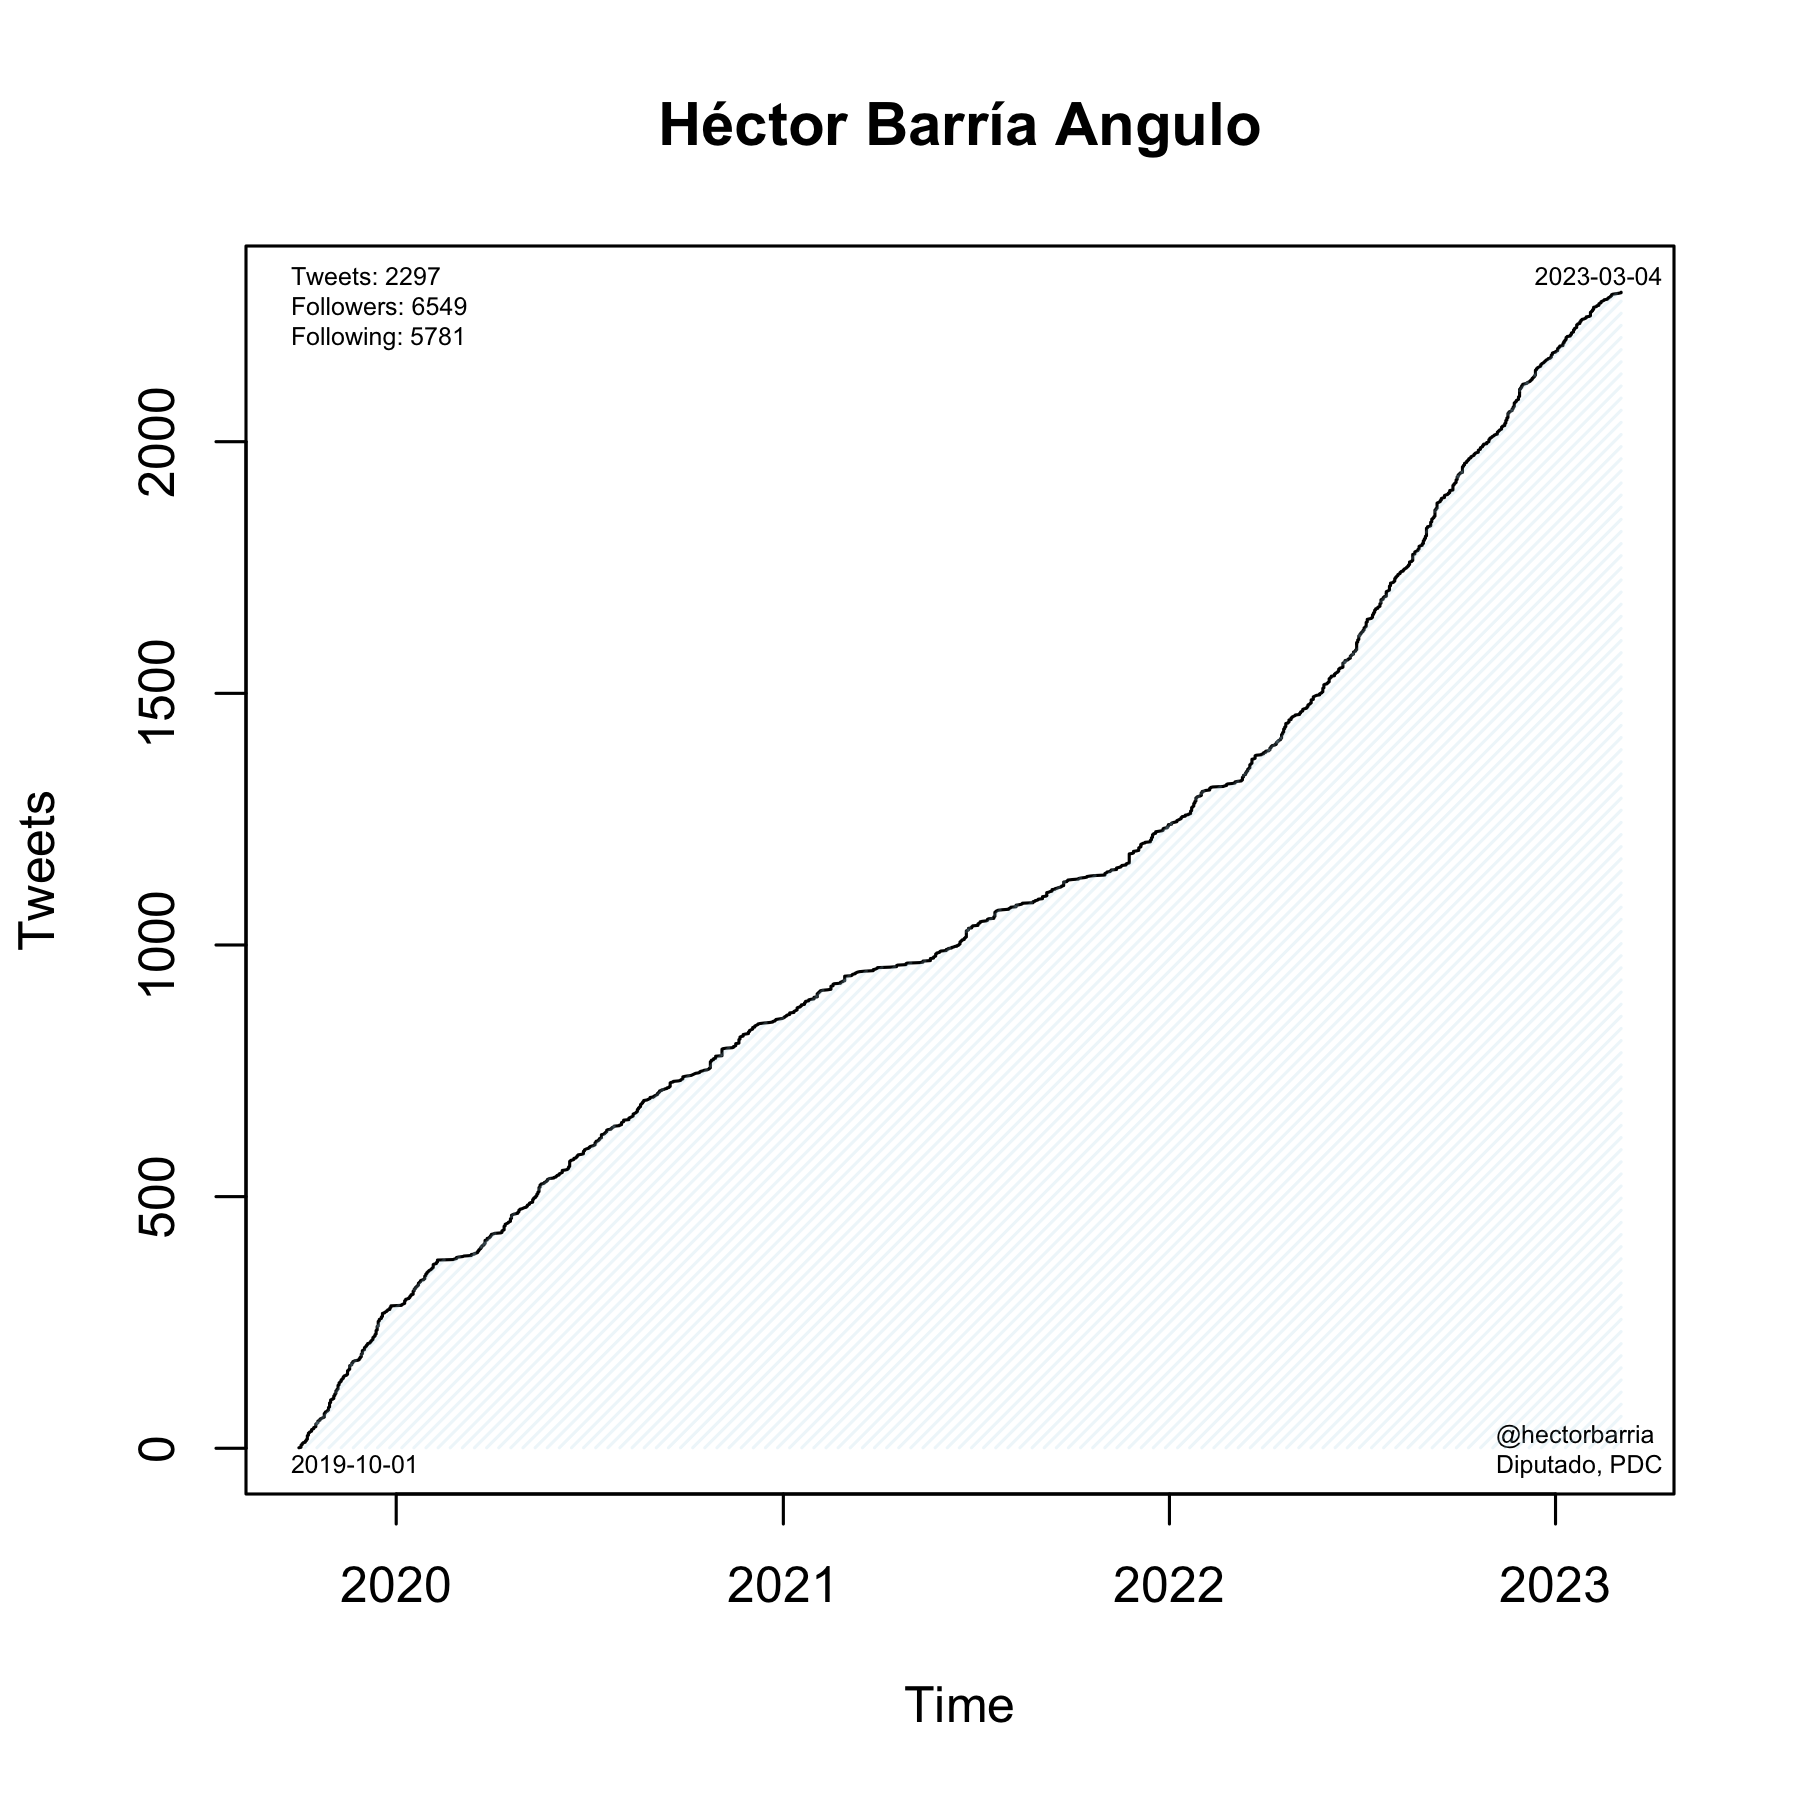 Héctor Barría Angulo
Tweets: 2297
Followers: 6549
Following: 5781
2023-03-04
Tweets
2000
1500
1000
500
0
2019-10-01
@hectorbarria
Diputado, PDC
2020
2021
2022
2023
Time